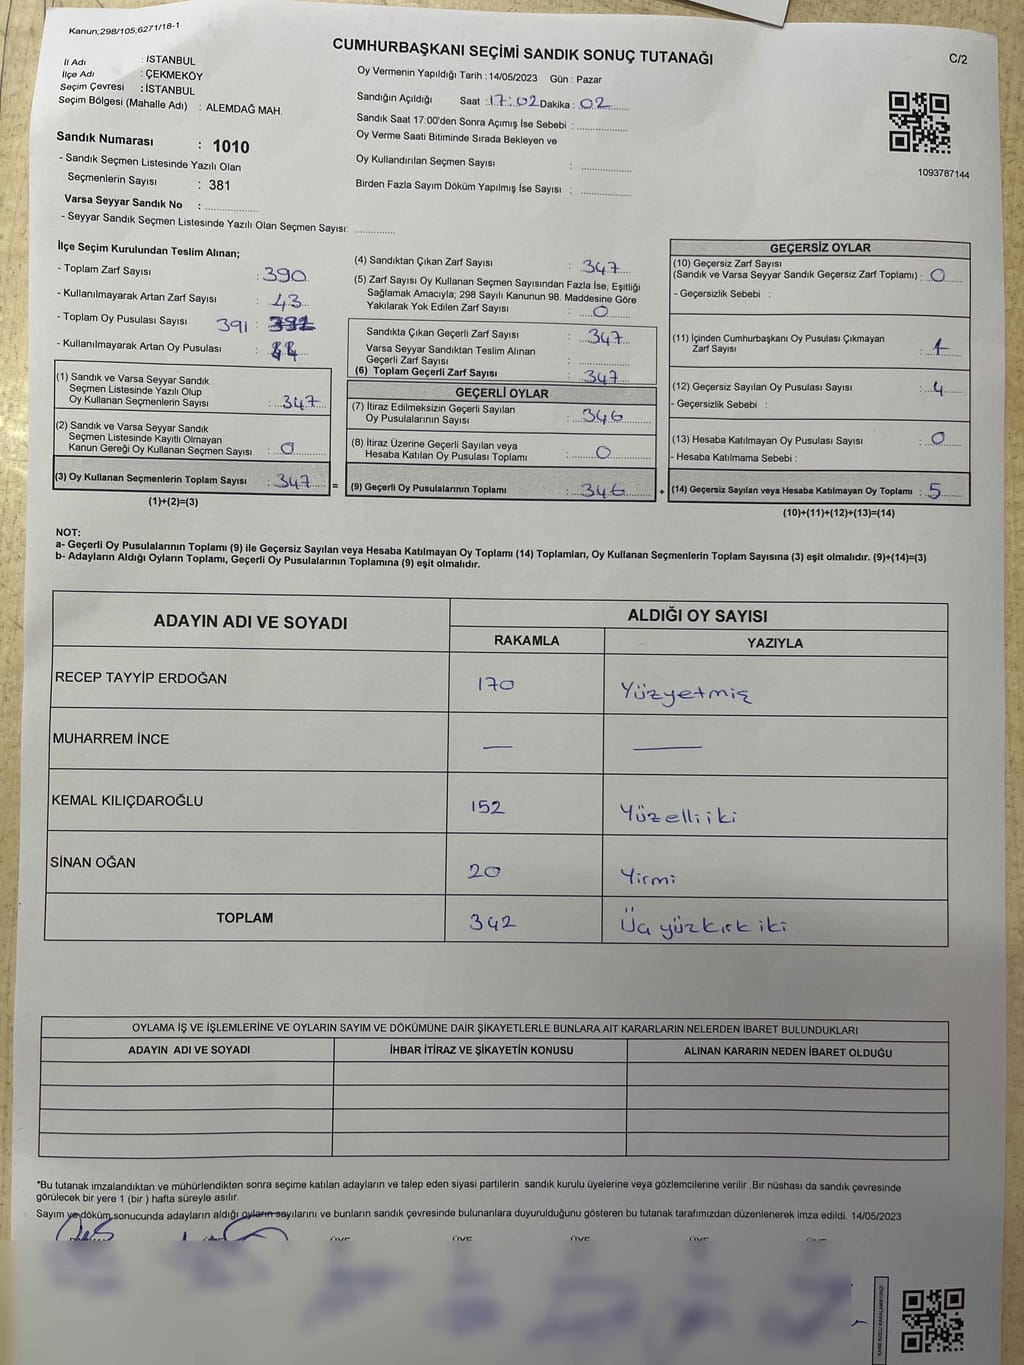 Kanun;298/105;6271/18-1
CUMHURBAŞKANI SEÇİMİ SANDIK SONUÇ TUTANAĞI
C/2
İl Adı : İSTANBUL
İlçe Adı : ÇEKMEKÖY
Seçim Çevresi : İSTANBUL
Seçim Bölgesi (Mahalle Adı) : ALEMDAĞ MAH.
Oy Vermenin Yapıldığı Tarih : 14/05/2023 Gün : Pazar
Sandığın Açıldığı Saat : 17:02 Dakika : 02
Sandık Saat 17:00'den Sonra Açımış İse Sebebi :
Oy Verme Saati Bitiminde Sırada Bekleyen ve
Oy Kullandırılan Seçmen Sayısı :
Birden Fazla Sayım Döküm Yapılmış İse Sayısı :
1093787144
Sandık Numarası : 1010
- Sandık Seçmen Listesinde Yazılı Olan
Seçmenlerin Sayısı : 381
Varsa Seyyar Sandık No :
- Seyyar Sandık Seçmen Listesinde Yazılı Olan Seçmen Sayısı:
İlçe Seçim Kurulundan Teslim Alınan;
- Toplam Zarf Sayısı : 390
- Kullanılmayarak Artan Zarf Sayısı : 43
- Toplam Oy Pusulası Sayısı 391 :
- Kullanılmayarak Artan Oy Pusulası :
(1) Sandık ve Varsa Seyyar Sandık
Seçmen Listesinde Yazılı Olup
Oy Kullanan Seçmenlerin Sayısı : 347
(2) Sandık ve Varsa Seyyar Sandık
Seçmen Listesinde Kayıtlı Olmayan
Kanun Gereği Oy Kullanan Seçmen Sayısı : 0
(3) Oy Kullanan Seçmenlerin Toplam Sayısı : 347 =
(1)+(2)=(3)
(4) Sandıktan Çıkan Zarf Sayısı : 347
(5) Zarf Sayısı Oy Kullanan Seçmen Sayısından Fazla İse, Eşitliği
Sağlamak Amacıyla; 298 Sayılı Kanunun 98. Maddesine Göre
Yakılarak Yok Edilen Zarf Sayısı : 0
Sandıkta Çıkan Geçerli Zarf Sayısı : 347
Varsa Seyyar Sandıktan Teslim Alınan
Geçerli Zarf Sayısı :
(6) Toplam Geçerli Zarf Sayısı : 347
GEÇERLİ OYLAR
(7) İtiraz Edilmeksizin Geçerli Sayılan
Oy Pusulalarının Sayısı : 346
(8) İtiraz Üzerine Geçerli Sayılan veya
Hesaba Katılan Oy Pusulası Toplamı : 0
(9) Geçerli Oy Pusulalarının Toplamı : 346 +
GEÇERSİZ OYLAR
(10) Geçersiz Zarf Sayısı
(Sandık ve Varsa Seyyar Sandık Geçersiz Zarf Toplamı) : 0
- Geçersizlik Sebebi :
(11) İçinden Cumhurbaşkanı Oy Pusulası Çıkmayan
Zarf Sayısı : 1
(12) Geçersiz Sayılan Oy Pusulası Sayısı : 4
- Geçersizlik Sebebi :
(13) Hesaba Katılmayan Oy Pusulası Sayısı : 0
- Hesaba Katılmama Sebebi :
(14) Geçersiz Sayılan veya Hesaba Katılmayan Oy Toplamı : 5
(10)+(11)+(12)+(13)=(14)
NOT:
a- Geçerli Oy Pusulalarının Toplamı (9) ile Geçersiz Sayılan veya Hesaba Katılmayan Oy Toplamı (14) Toplamları, Oy Kullanan Seçmenlerin Toplam Sayısına (3) eşit olmalıdır. (9)+(14)=(3)
b- Adayların Aldığı Oyların Toplamı, Geçerli Oy Pusulalarının Toplamına (9) eşit olmalıdır.
ADAYIN ADI VE SOYADI
ALDIĞI OY SAYISI
RAKAMLA YAZIYLA
RECEP TAYYİP ERDOĞAN 170 Yüzyetmiş
MUHARREM İNCE — —
KEMAL KILIÇDAROĞLU 152 Yüzelliiki
SİNAN OĞAN 20 Yirmi
TOPLAM 342 Üç yüzkırk iki
OYLAMA İŞ VE İŞLEMLERİNE VE OYLARIN SAYIM VE DÖKÜMÜNE DAİR ŞİKAYETLERLE BUNLARA AİT KARARLARIN NELERDEN İBARET BULUNDUKLARI
ADAYIN ADI VE SOYADI İHBAR İTİRAZ VE ŞİKAYETİN KONUSU ALINAN KARARIN NEDEN İBARET OLDUĞU
*Bu tutanak imzalandıktan ve mühürlendikten sonra seçime katılan adayların ve talep eden siyasi partilerin sandık kurulu üyelerine veya gözlemcilerine verilir .Bir nüshası da sandık çevresinde
görülecek bir yere 1 (bir ) hafta süreyle asılır.
Sayım ve döküm sonucunda adayların aldığı oyların sayılarını ve bunların sandık çevresinde bulunanlara duyurulduğunu gösteren bu tutanak tarafımızdan düzenlenerek imza edildi. 14/05/2023
ÜYE ÜYE ÜYE ÜYE ÜYE